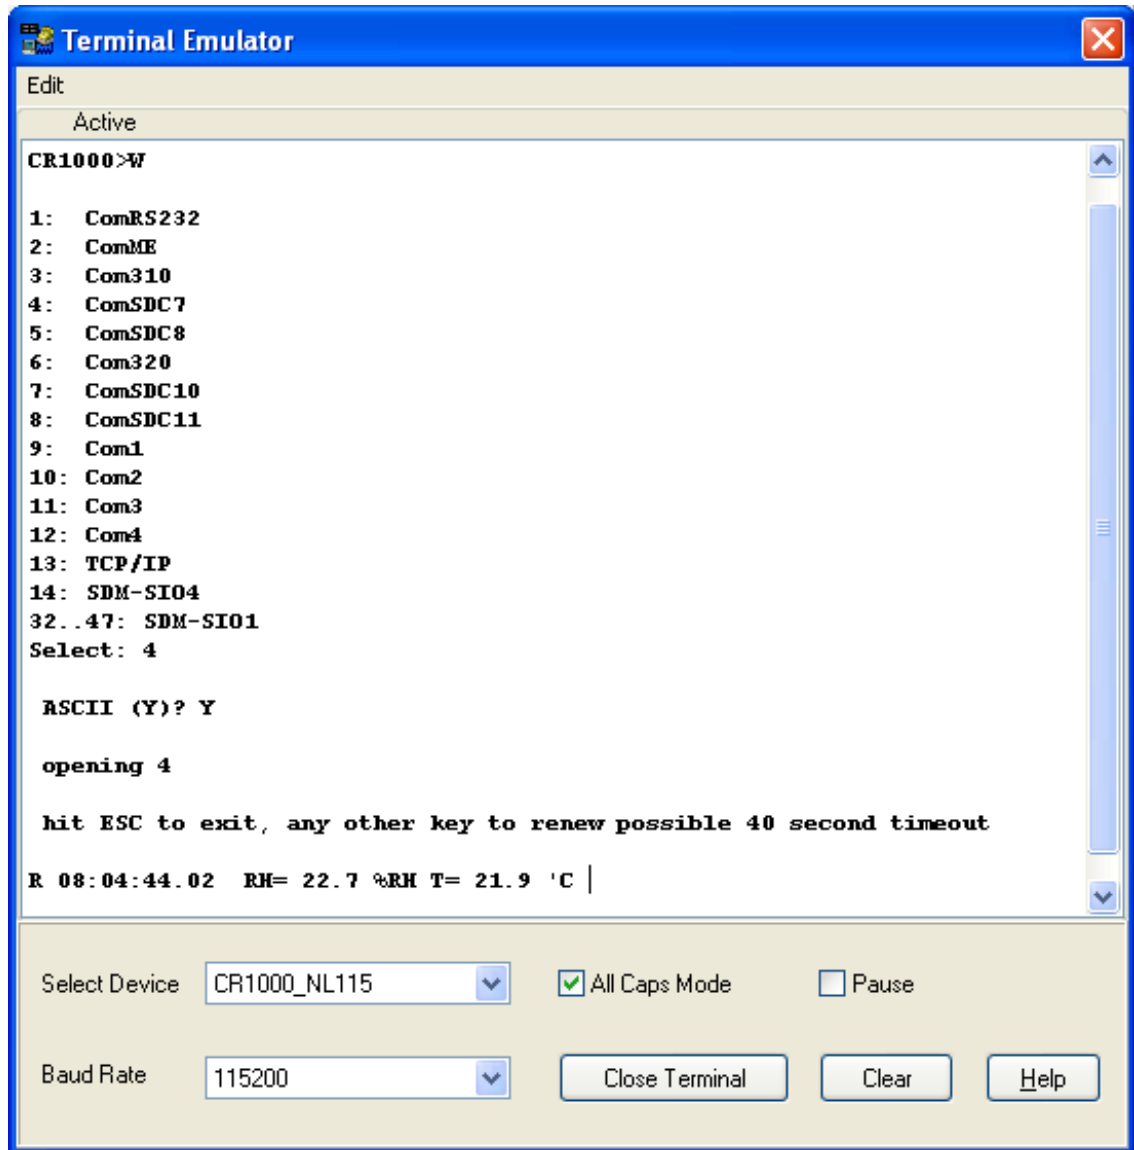 Terminal Emulator
Edit
Active
CR1000>W
1: ComRS232
2: ComME
3: Com310
4: ComSDC7
5: ComSDC8
6: Com320
7: ComSDC10
8: ComSDC11
9: Com1
10: Com2
11: Com3
12: Com4
13: TCP/IP
14: SDM-SIO4
32..47: SDM-SIO1
Select: 4
ASCII (Y)? Y
opening 4
hit ESC to exit, any other key to renew possible 40 second timeout
R 08:04:44.02 RH= 22.7 %RH T= 21.9 'C
Select Device CR1000_NL115 All Caps Mode Pause
Baud Rate 115200 Close Terminal Clear Help